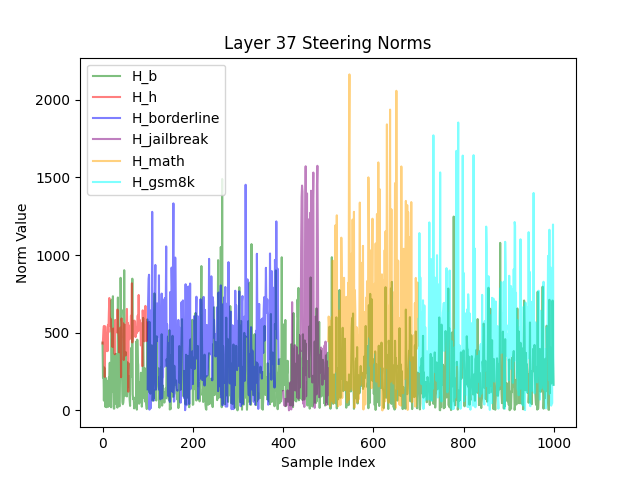 Layer 37 Steering Norms
H_b
H_h
H_borderline
H_jailbreak
H_math
H_gsm8k
Norm Value
2000
1500
1000
500
0
0 200 400 600 800 1000
Sample Index